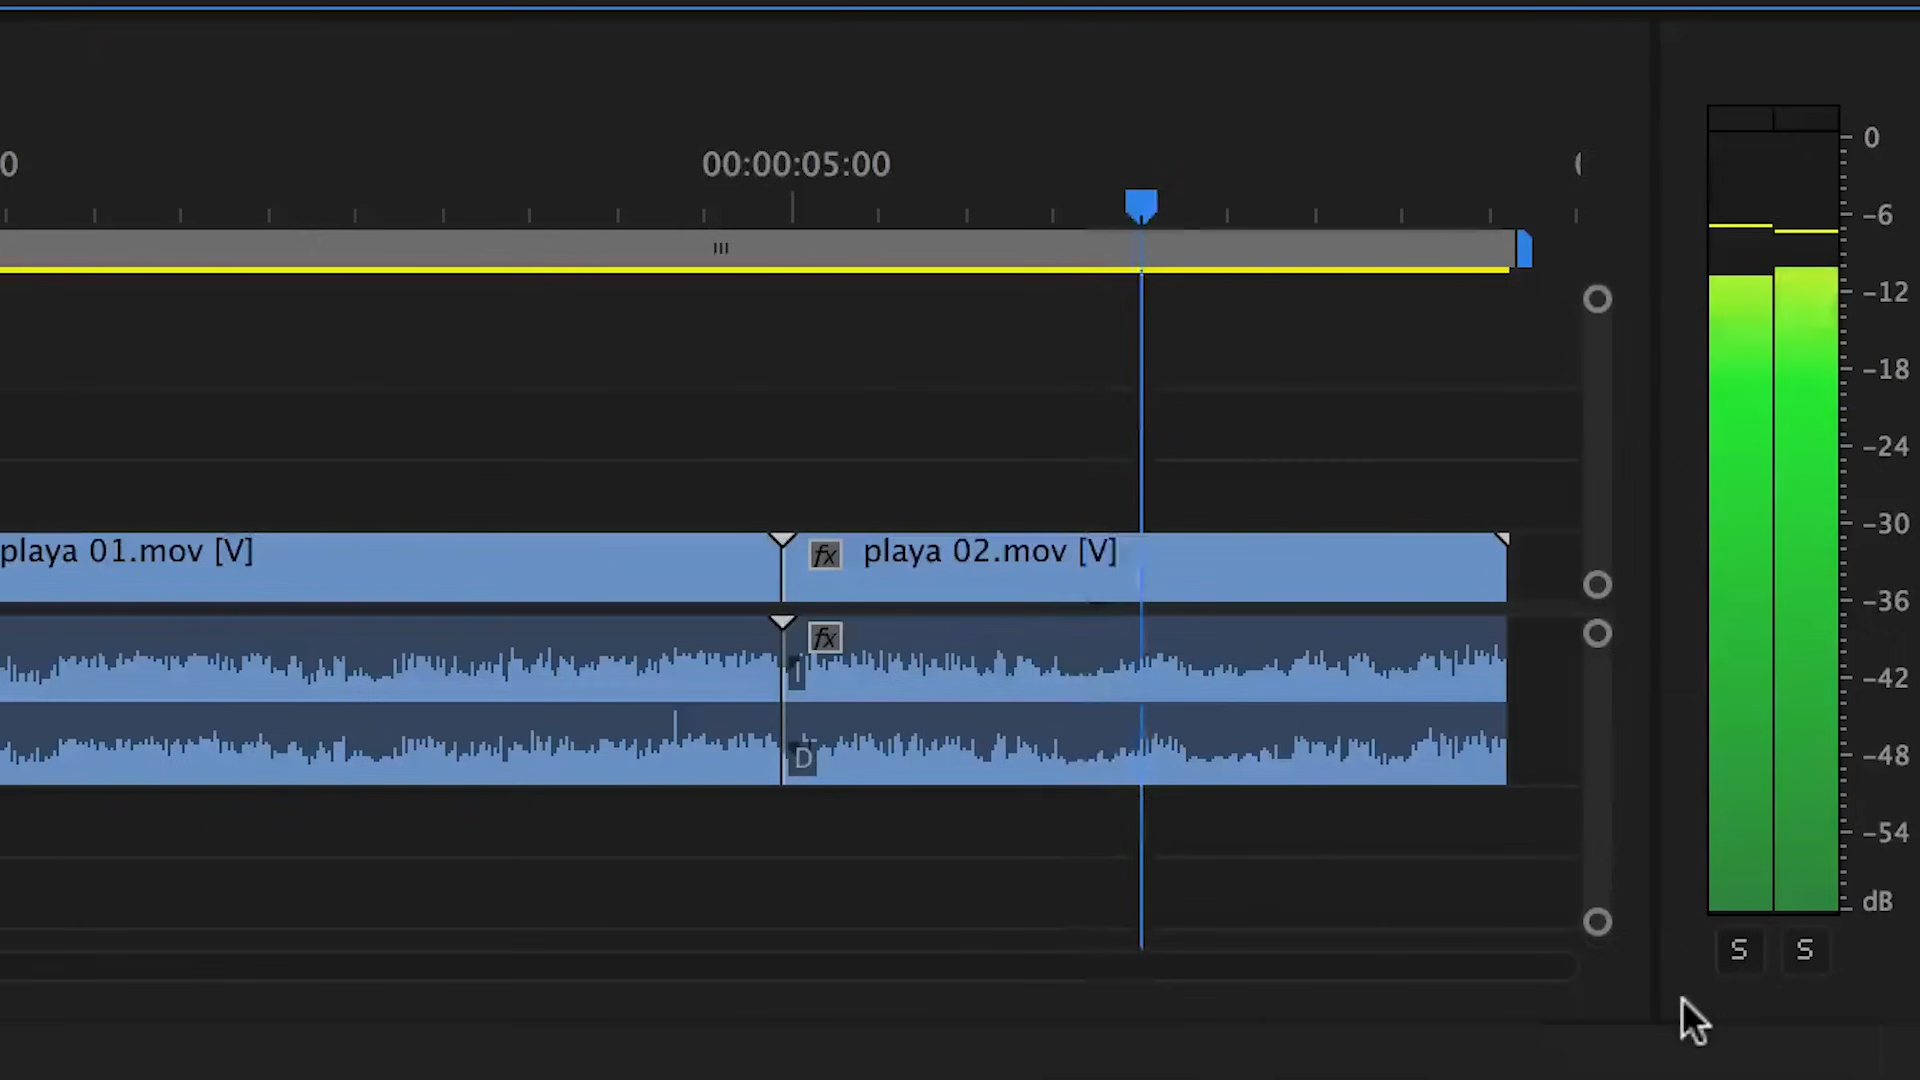 0
00:00:05:00
playa 01.mov [V]
fx
playa 02.mov [V]
fx
I
D
0
-6
-12
-18
-24
-30
-36
-42
-48
-54
dB
S
S